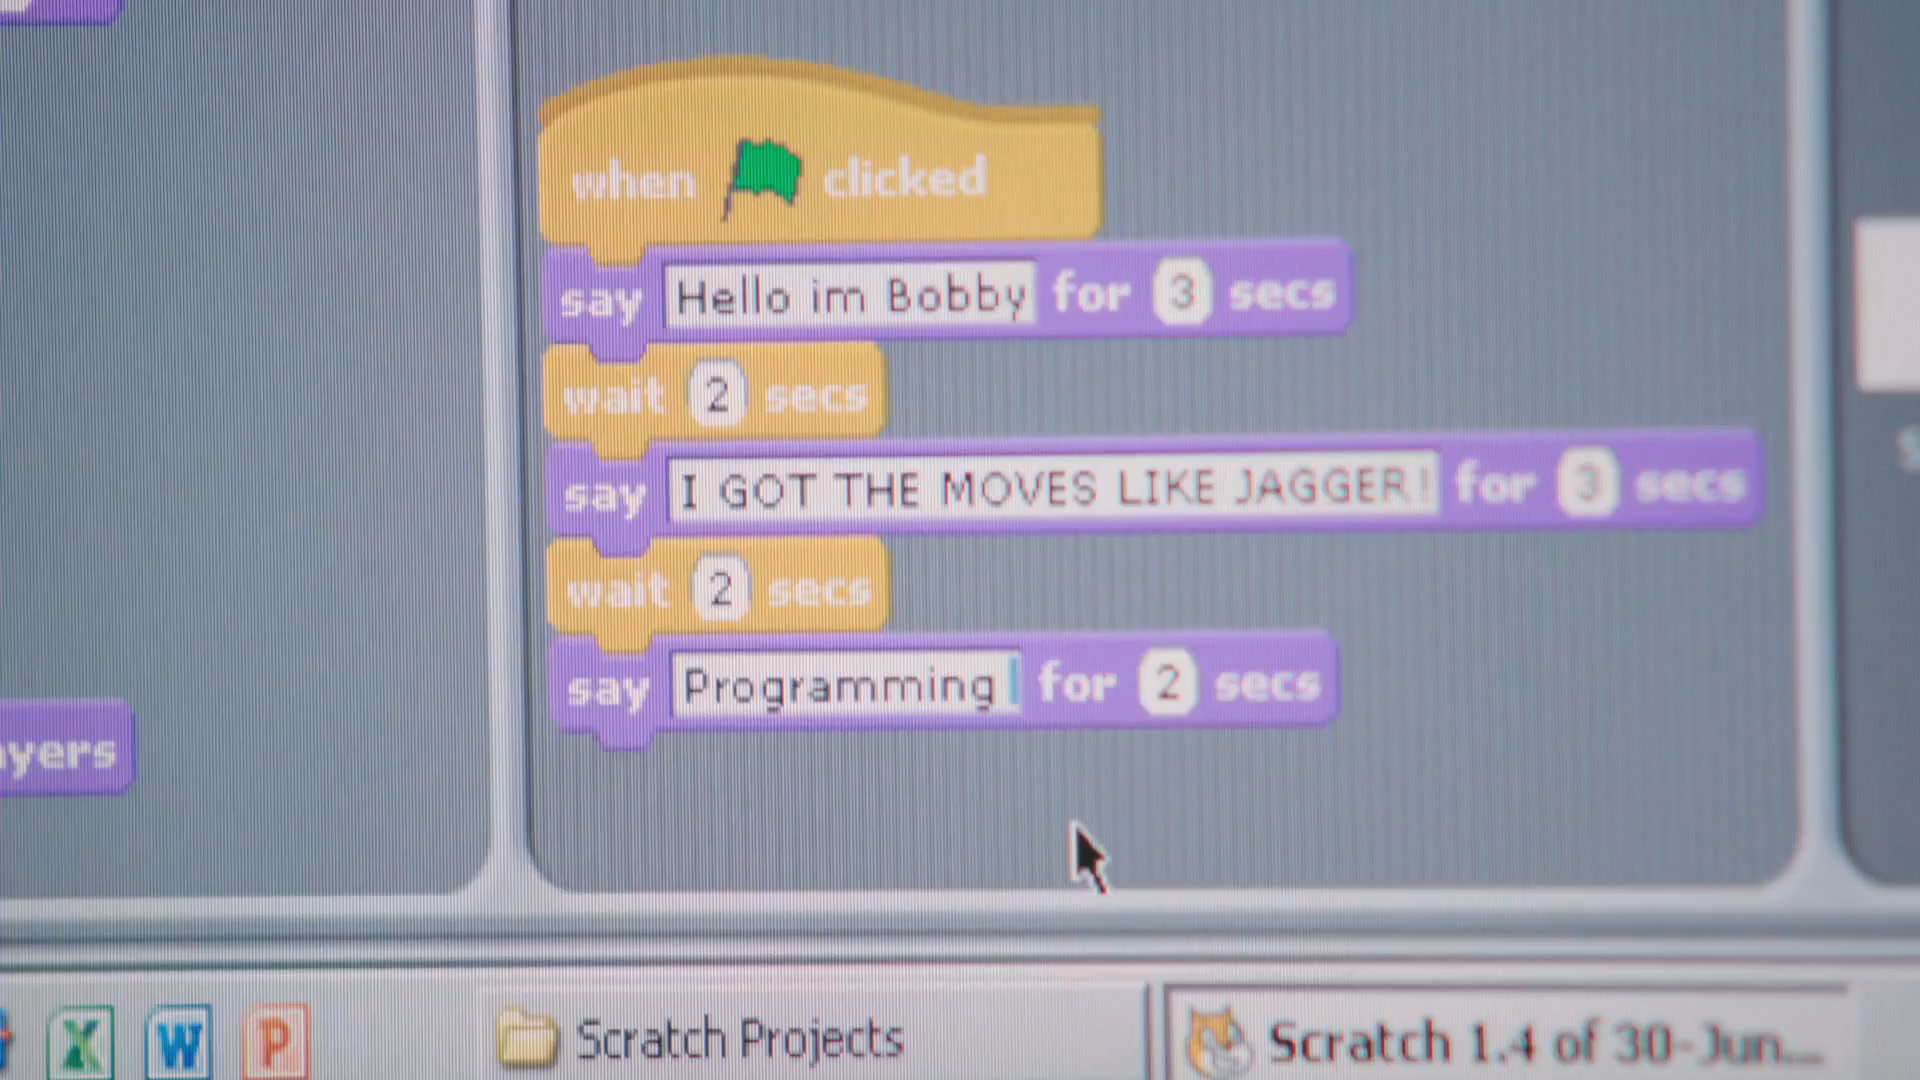 when clicked
say Hello im Bobby for 3 secs
wait 2 secs
say I GOT THE MOVES LIKE JAGGER! for 3 secs
wait 2 secs
say Programming for 2 secs
ayers
X W P
Scratch Projects
Scratch 1.4 of 30-Jun...